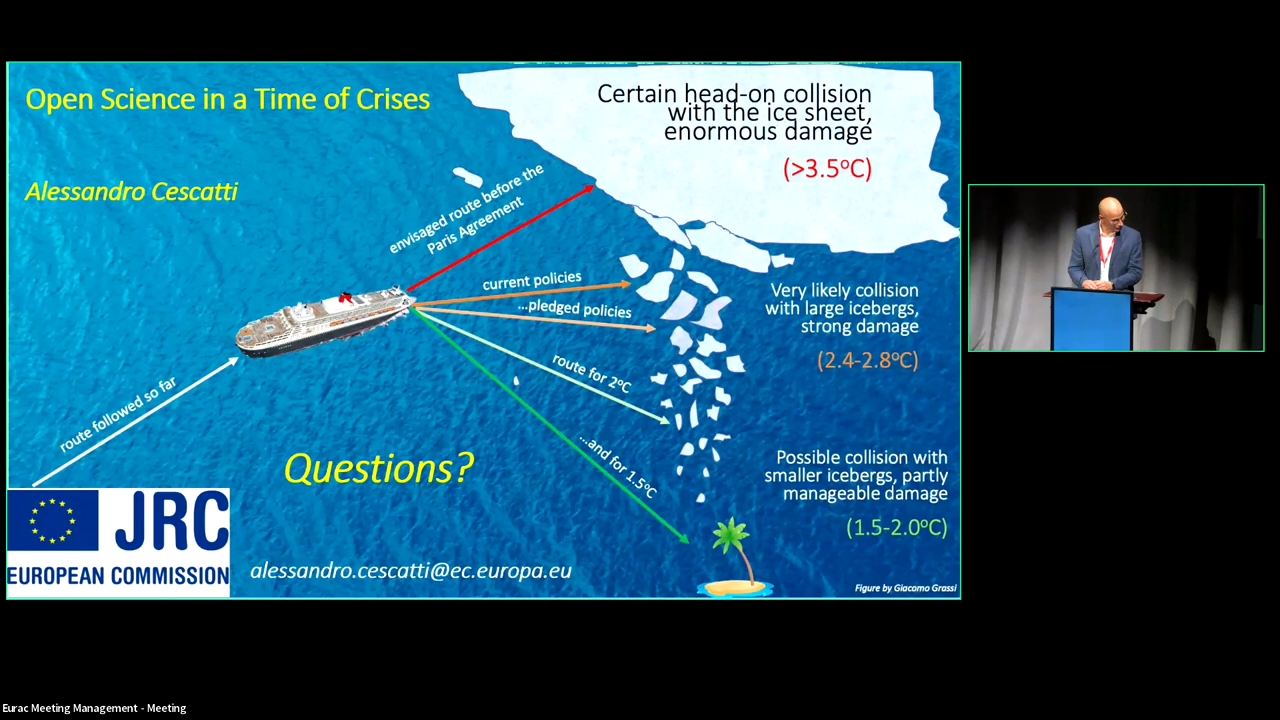 Open Science in a Time of Crises
Alessandro Cescatti
Certain head-on collision
with the ice sheet,
enormous damage
(>3.5ºC)
envisaged route before the
Paris Agreement
current policies
...pledged policies
route for 2ºC
...and for 1.5ºC
route followed so far
Very likely collision
with large icebergs,
strong damage
(2.4-2.8ºC)
Possible collision with
smaller icebergs, partly
manageable damage
(1.5-2.0ºC)
Questions?
JRC
EUROPEAN COMMISSION
alessandro.cescatti@ec.europa.eu
Figure by Giacomo Grassi
Eurac Meeting Management - Meeting